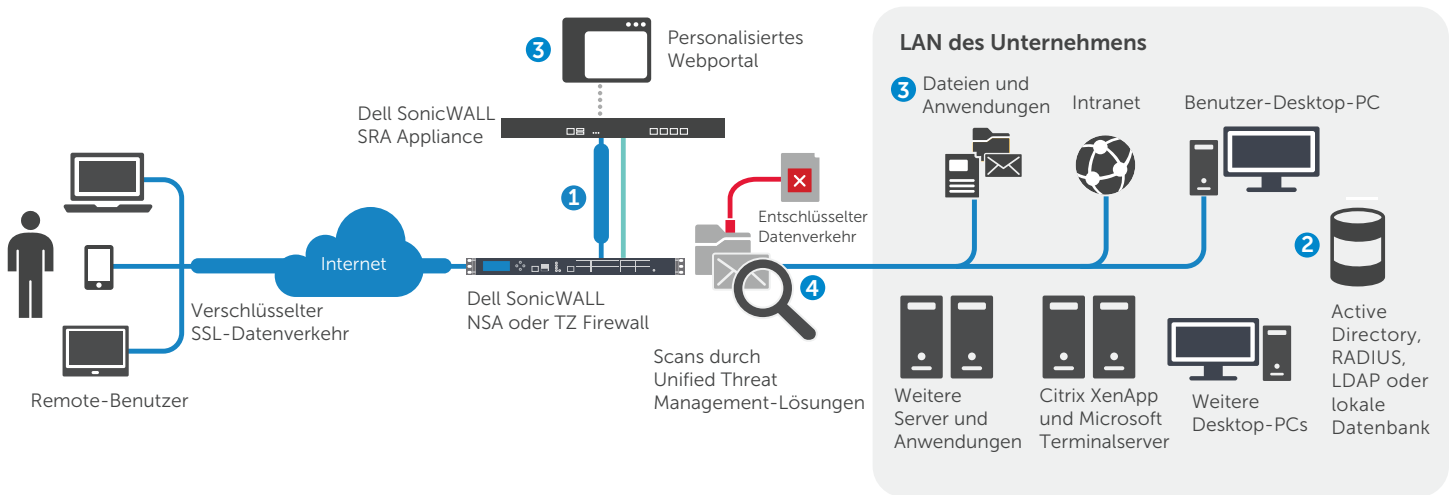 3
Personalisiertes
Webportal
Dell SonicWALL
SRA Appliance
1
Internet
Verschlüsselter
SSL-Datenverkehr
Remote-Benutzer
Dell SonicWALL
NSA oder TZ Firewall
Entschlüsselter
Datenverkehr
4
Scans durch
Unified Threat
Management-Lösungen
LAN des Unternehmens
3
Dateien und
Anwendungen
Intranet
Benutzer-Desktop-PC
2
Active
Directory,
RADIUS,
LDAP oder
lokale
Datenbank
Weitere
Server und
Anwendungen
Citrix XenApp
und Microsoft
Terminalserver
Weitere
Desktop-PCs